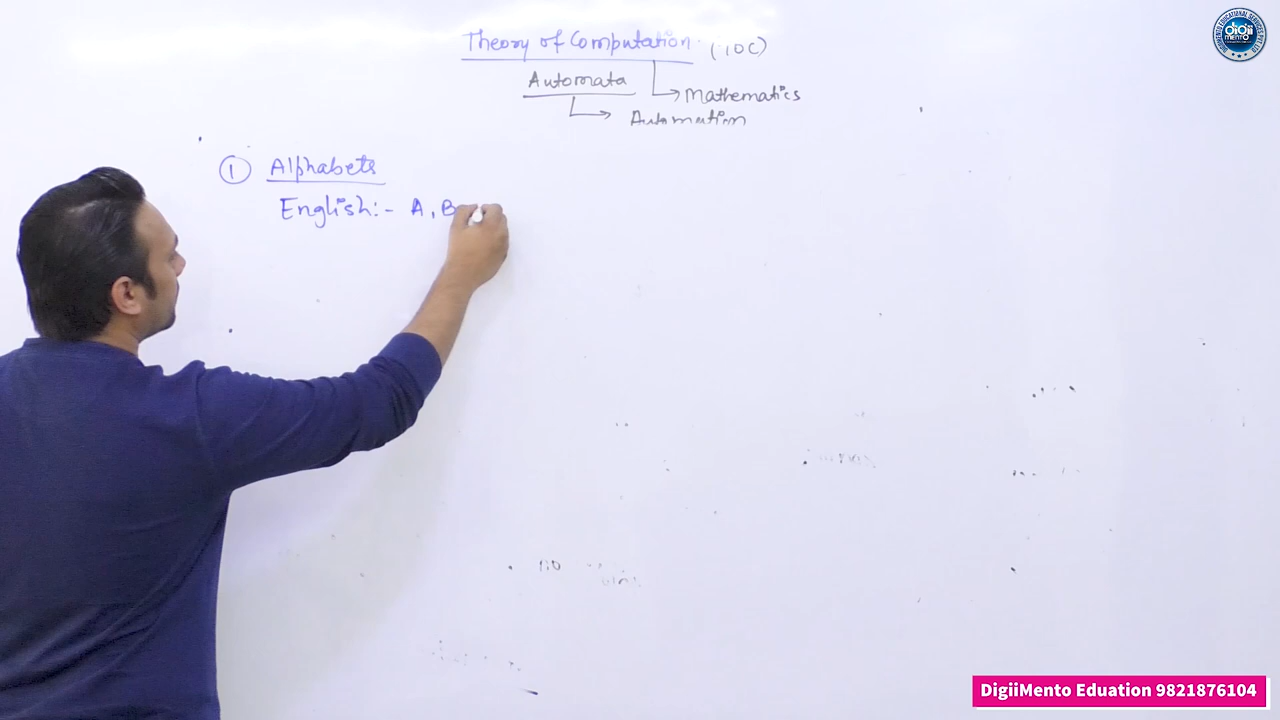 Theory of Computation (TOC)
Automata
Mathematics
Automation
① Alphabets
English:- A, B
DigiiMento Eduation 9821876104